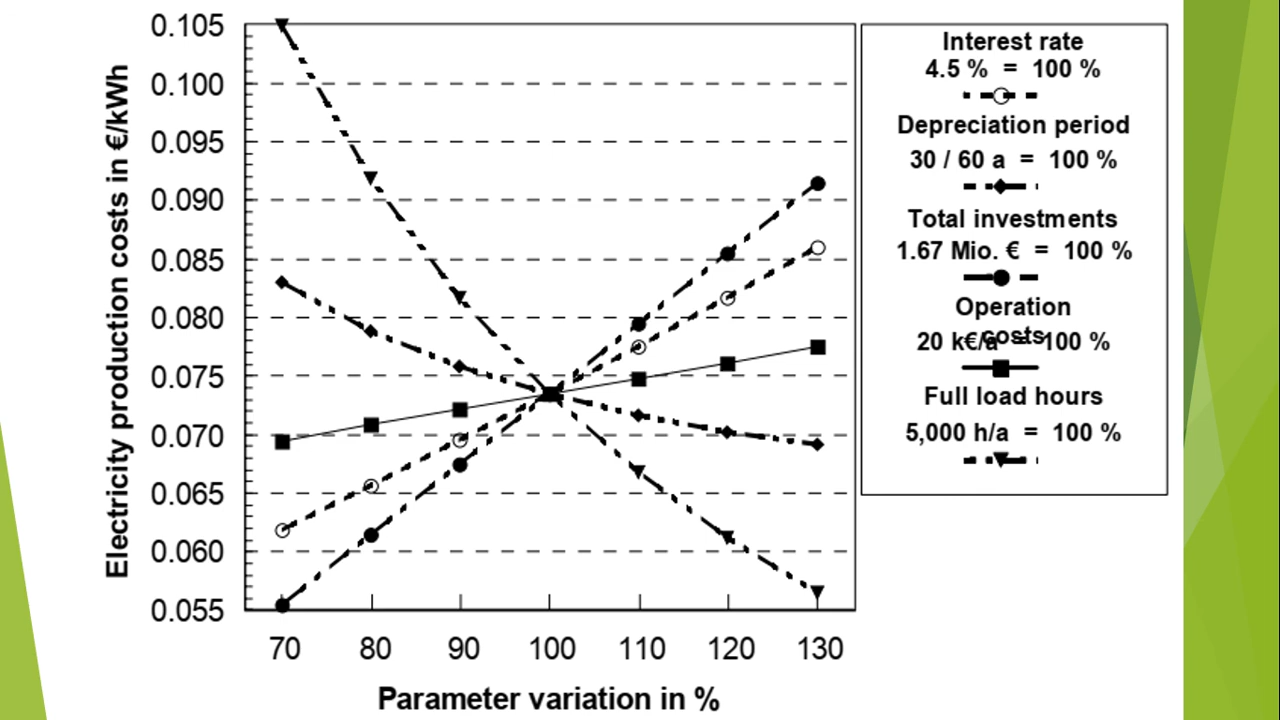 Electricity production costs in €/kWh
0.105
0.100
0.095
0.090
0.085
0.080
0.075
0.070
0.065
0.060
0.055
70 80 90 100 110 120 130
Parameter variation in %
Interest rate
4.5 % = 100 %
Depreciation period
30 / 60 a = 100 %
Total investments
1.67 Mio. € = 100 %
Operation
costs
20 k€/a = 100 %
Full load hours
5,000 h/a = 100 %